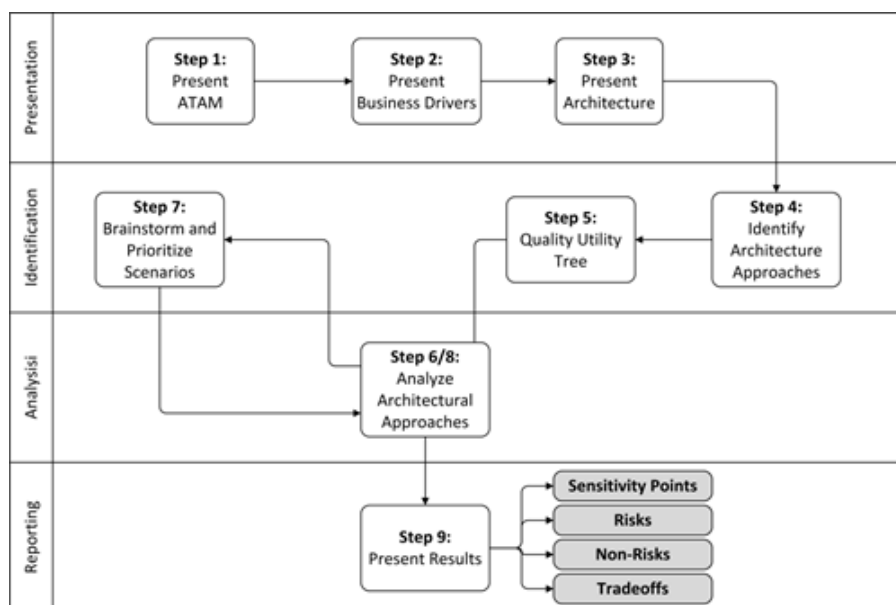 Presentation
Step 1:
Present
ATAM
Step 2:
Present
Business Drivers
Step 3:
Present
Architecture
Identification
Step 7:
Brainstorm and
Prioritize
Scenarios
Step 5:
Quality Utility
Tree
Step 4:
Identify
Architecture
Approaches
Analysisi
Step 6/8:
Analyze
Architectural
Approaches
Reporting
Step 9:
Present Results
Sensitivity Points
Risks
Non-Risks
Tradeoffs